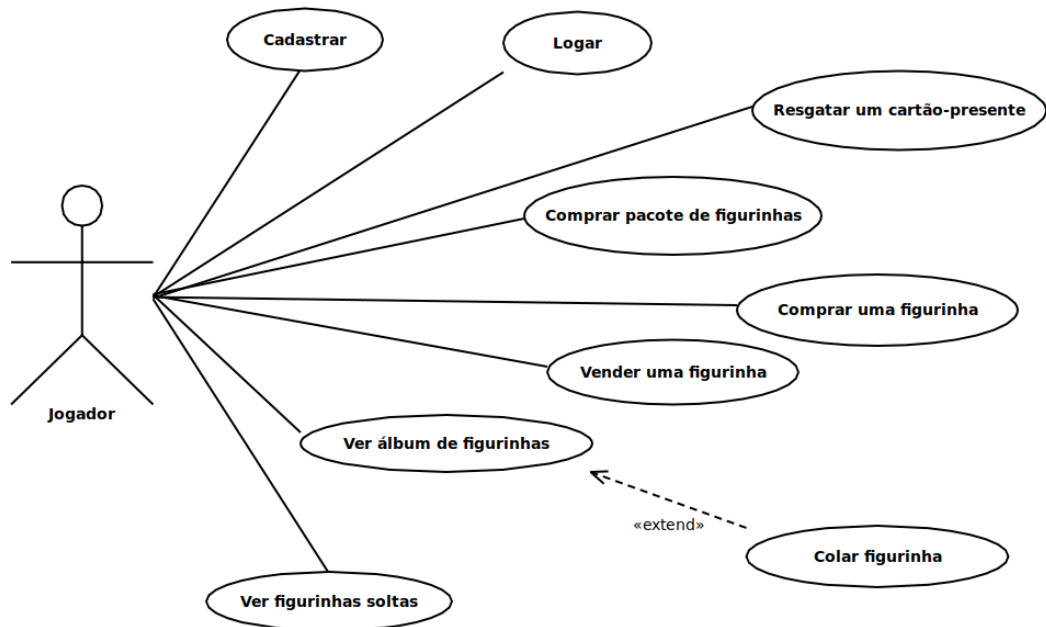 Cadastrar
Logar
Resgatar um cartão-presente
Comprar pacote de figurinhas
Comprar uma figurinha
Vender uma figurinha
Jogador
Ver álbum de figurinhas
«extend»
Colar figurinha
Ver figurinhas soltas